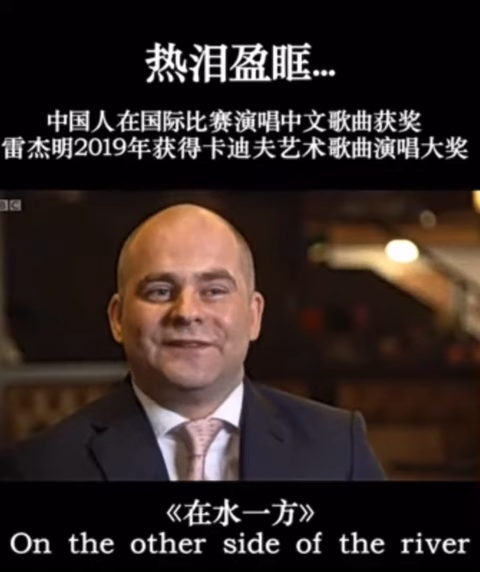 热泪盈眶...
中国人在国际比赛演唱中文歌曲获奖
雷杰明2019年获得卡迪夫艺术歌曲演唱大奖
BC
《在水一方》
On the other side of the river